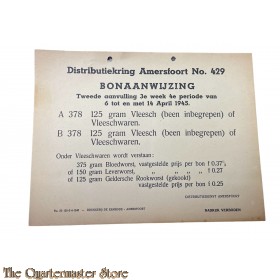 Distributiekring Amersfoort No. 429
BONAANWIJZING
Tweede aanvulling 3e week 4e periode van
6 tot en met 14 April 1945.
A 378 125 gram Vleesch (been inbegrepen) of
Vleeschwaren.
B 378 125 gram Vleesch (been inbegrepen) of
Vleeschwaren.
Onder Vleeschwaren wordt verstaan:
375 gram Bloedworst, vastgestelde prijs per bon f 0.37⁵
of 150 gram Leverworst, " " " " f 0.27
of 125 gram Geldersche Rookworst (gekookt)
vastgestelde prijs per bon f 0.25
DISTRIBUTIEDIENST AMERSFOORT
NADRUK VERBODEN
The Quartermaster Store